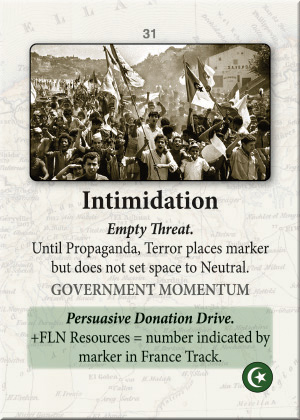 31
Intimidation
Empty Threat.
Until Propaganda, Terror places marker
but does not set space to Neutral.
GOVERNMENT MOMENTUM
Persuasive Donation Drive.
+FLN Resources = number indicated by
marker in France Track.